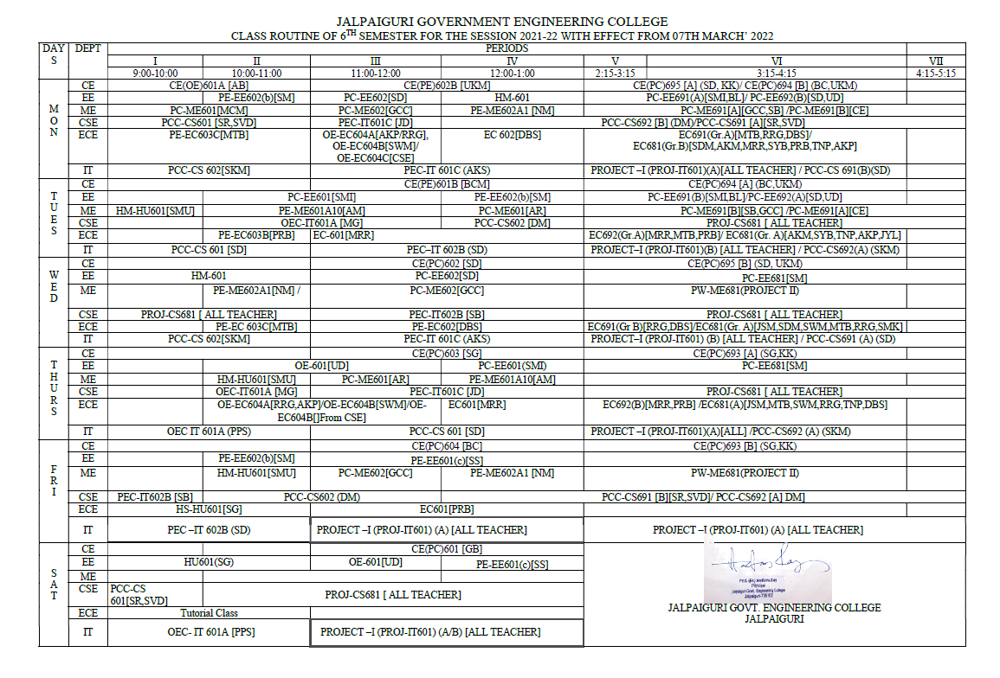 JALPAIGURI GOVERNMENT ENGINEERING COLLEGE
CLASS ROUTINE OF 6TH SEMESTER FOR THE SESSION 2021-22 WITH EFFECT FROM 07TH MARCH' 2022
DAYS DEPT PERIODS
I II III IV V VI VII
9:00-10:00 10:00-11:00 11:00-12:00 12:00-1:00 2:15-3:15 3:15-4:15 4:15-5:15
MON
CE CE(OE)601A [AB] CE(PE)602B [UKM] CE(PC)695 [A] (SD, KK)/ CE(PC)694 [B] (BC,UKM)
EE PE-EE602(b)[SM] PC-EE602[SD] HM-601 PC-EE691(A)[SMI,BL]/ PC-EE692(B)[SD,UD]
ME PC-ME601[MCM] PC-ME602[GCC] PE-ME602A1 [NM] PC-ME691[A][GCC,SB] /PC-ME691[B][CE]
CSE PCC-CS601 [SR,SVD] PEC-IT601C [JD] PCC-CS692 [B] (DM)/PCC-CS691 [A][SR,SVD]
ECE PE-EC603C[MTB] OE-EC604A[AKP/RRG], EC 602[DBS] EC691(Gr.A)[MTB,RRG,DBS]/
OE-EC604B[SWM]/ EC681(Gr.B)[SDM,AKM,MRR,SYB,PRB,TNP,AKP]
OE-EC604C[CSE]
IT PCC-CS 602[SKM] PEC-IT 601C (AKS) PROJECT –I (PROJ-IT601)(A)[ALL TEACHER] / PCC-CS 691(B)(SD)
TUES
CE CE(PE)601B [BCM] CE(PC)694 [A] (BC,UKM)
EE PC-EE601[SMI] PE-EE602(b)[SM] PC-EE691(B)[SMI,BL]/PC-EE692(A)[SD,UD]
ME HM-HU601[SMU] PE-ME601A10[AM] PC-ME601[AR] PC-ME691[B][SB,GCC] /PC-ME691[A][CE]
CSE OEC-IT601A [MG] PCC-CS602 [DM] PROJ-CS681 [ ALL TEACHER]
ECE PE-EC603B[PRB] EC-601[MRR] EC692(Gr.A)[MRR,MTB,PRB]/ EC681(Gr. A)[AKM,SYB,TNP,AKP,JYL]
IT PCC-CS 601 [SD] PEC–IT 602B (SD) PROJECT–I (PROJ-IT601)(B) [ALL TEACHER] / PCC-CS692(A) (SKM)
WED
CE CE(PC)602 [SD] CE(PC)695 [B] (SD, UKM)
EE HM-601 PC-EE602[SD] PC-EE681[SM]
ME PE-ME602A1[NM] / PC-ME602[GCC] PW-ME681(PROJECT II)
CSE PROJ-CS681 [ ALL TEACHER] PEC-IT602B [SB] PROJ-CS681 [ ALL TEACHER]
ECE PE-EC 603C[MTB] PE-EC602[DBS] EC691(Gr B)[RRG,DBS]/EC681(Gr. A)[JSM,SDM,SWM,MTB,RRG,SMK]
IT PCC-CS 602[SKM] PEC-IT 601C (AKS) PROJECT–I (PROJ-IT601) (B) [ALL TEACHER] / PCC-CS691 (A) (SD)
THURS
CE CE(PC)603 [SG] CE(PC)693 [A] (SG,KK)
EE OE-601[UD] PC-EE601(SMI) PC-EE681[SM]
ME HM-HU601[SMU] PC-ME601[AR] PE-ME601A10[AM]
CSE OEC-IT601A [MG] PEC-IT601C [JD] PROJ-CS681 [ ALL TEACHER]
ECE OE-EC604A[RRG,AKP]/OE-EC604B[SWM]/OE- EC601[MRR] EC692(B)[MRR,PRB] /EC681(A)[JSM,MTB,SWM,RRG,TNP,DBS]
EC604B[]From CSE]
IT OEC IT 601A (PPS) PCC-CS 601 [SD] PROJECT –I (PROJ-IT601)(A)[ALL] /PCC-CS692 (A) (SKM)
FRI
CE CE(PC)604 [BC] CE(PC)693 [B] (SG,KK)
EE PE-EE602(b)[SM] PE-EE601(c)[SS]
ME HM-HU601[SMU] PC-ME602[GCC] PE-ME602A1 [NM] PW-ME681(PROJECT II)
CSE PEC-IT602B [SB] PCC-CS602 (DM) PCC-CS691 [B][SR,SVD]/ PCC-CS692 [A] DM]
ECE HS-HU601[SG] EC601[PRB]
IT PEC –IT 602B (SD) PROJECT –I (PROJ-IT601) (A) [ALL TEACHER] PROJECT –I (PROJ-IT601) (A) [ALL TEACHER]
SAT
CE CE(PC)601 [GB]
EE HU601(SG) OE-601[UD] PE-EE601(c)[SS]
ME
CSE PCC-CS PROJ-CS681 [ ALL TEACHER]
601[SR,SVD]
ECE Tutorial Class
IT OEC- IT 601A [PPS] PROJECT –I (PROJ-IT601) (A/B) [ALL TEACHER]
Principal
Jalpaiguri Govt. Engineering College
JALPAIGURI GOVT. ENGINEERING COLLEGE
JALPAIGURI